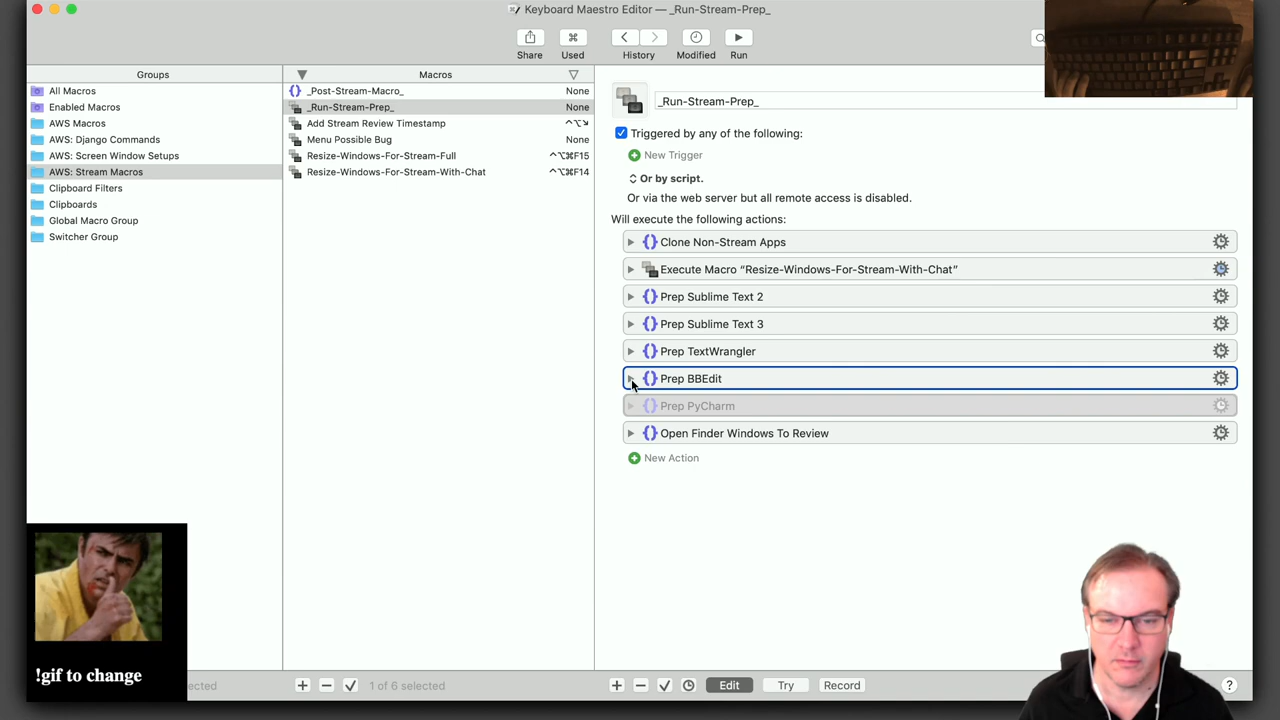 Keyboard Maestro Editor — _Run-Stream-Prep_
Share
Used
History
Modified
Run
Groups
All Macros
Enabled Macros
AWS Macros
AWS: Django Commands
AWS: Screen Window Setups
AWS: Stream Macros
Clipboard Filters
Clipboards
Global Macro Group
Switcher Group
Macros
_Post-Stream-Macro_ None
_Run-Stream-Prep_ None
Add Stream Review Timestamp ^⌥↘
Menu Possible Bug None
Resize-Windows-For-Stream-Full ^⌥⌘F15
Resize-Windows-For-Stream-With-Chat ^⌥⌘F14
_Run-Stream-Prep_
Triggered by any of the following:
New Trigger
Or by script.
Or via the web server but all remote access is disabled.
Will execute the following actions:
Clone Non-Stream Apps
Execute Macro “Resize-Windows-For-Stream-With-Chat”
Prep Sublime Text 2
Prep Sublime Text 3
Prep TextWrangler
Prep BBEdit
Prep PyCharm
Open Finder Windows To Review
New Action
!gif to change
ected
1 of 6 selected
Edit
Try
Record
?